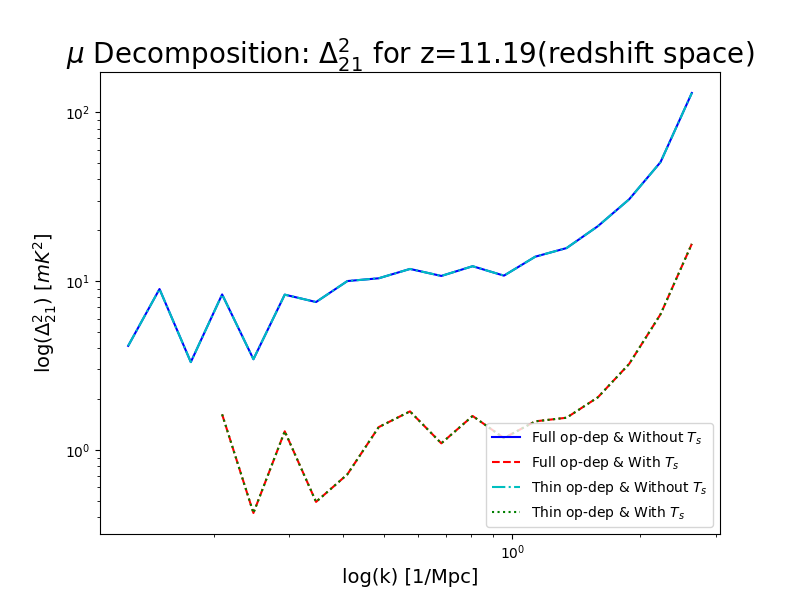 μ Decomposition: Δ²₂₁ for z=11.19(redshift space)
10²
10¹
10⁰
log(Δ²₂₁) [mK²]
Full op-dep & Without Tₛ
Full op-dep & With Tₛ
Thin op-dep & Without Tₛ
Thin op-dep & With Tₛ
10⁰
log(k) [1/Mpc]